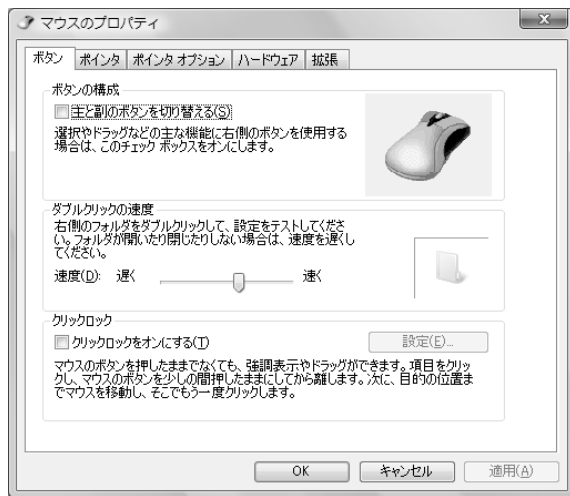 マウスのプロパティ
ボタン ポインタ ポインタ オプション ハードウェア 拡張
ボタンの構成
主と副のボタンを切り替える(S)
選択やドラッグなどの主な機能に右側のボタンを使用する
場合は、このチェック ボックスをオンにします。
ダブルクリックの速度
右側のフォルダをダブルクリックして、設定をテストしてくださ
い。フォルダが開いたり閉じたりしない場合は、速度を遅くし
てください。
速度(D): 遅く 速く
クリックロック
クリックロックをオンにする(T) 設定(E)...
マウスのボタンを押したままでなくても、強調表示やドラッグができます。項目をクリッ
クし、マウスのボタンを少しの間押したままにしてから離します。次に、目的の位置ま
でマウスを移動し、そこでもう一度クリックします。
OK キャンセル 適用(A)